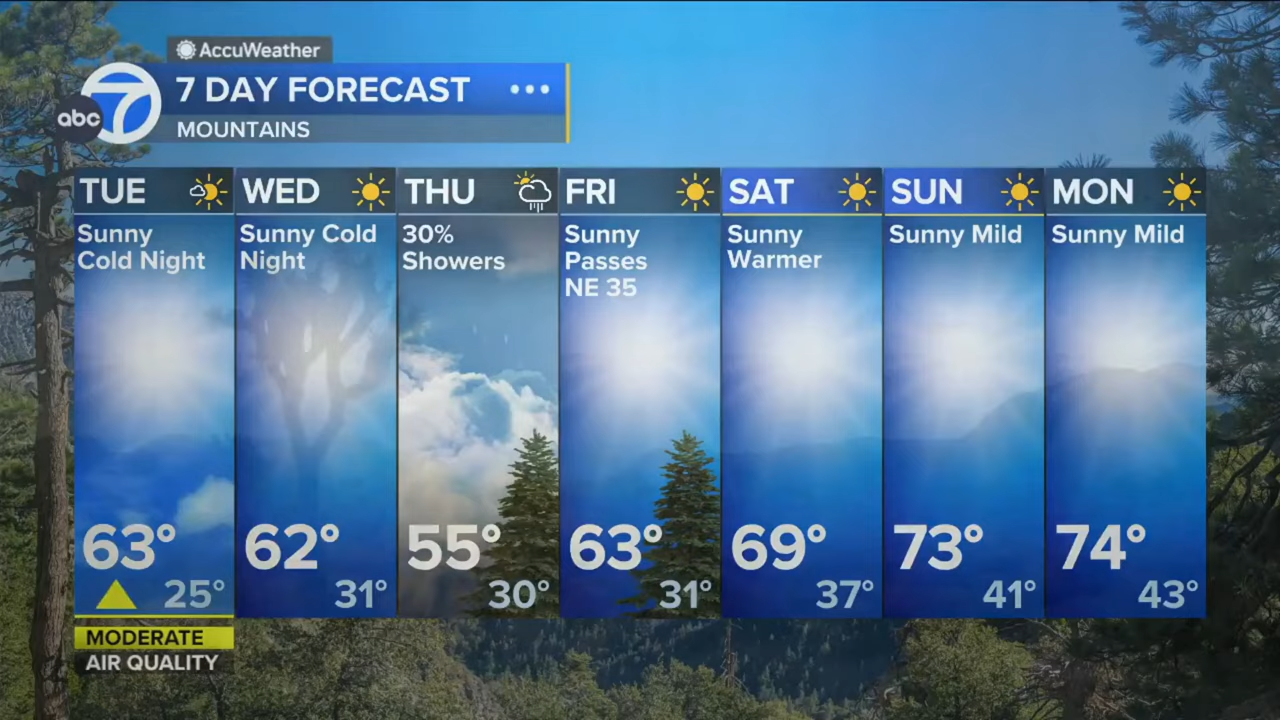 AccuWeather
abc 7
7 DAY FORECAST
MOUNTAINS
TUE
Sunny
Cold Night
63°
25°
MODERATE
AIR QUALITY
WED
Sunny Cold
Night
62°
31°
THU
30%
Showers
55°
30°
FRI
Sunny
Passes
NE 35
63°
31°
SAT
Sunny
Warmer
69°
37°
SUN
Sunny Mild
73°
41°
MON
Sunny Mild
74°
43°